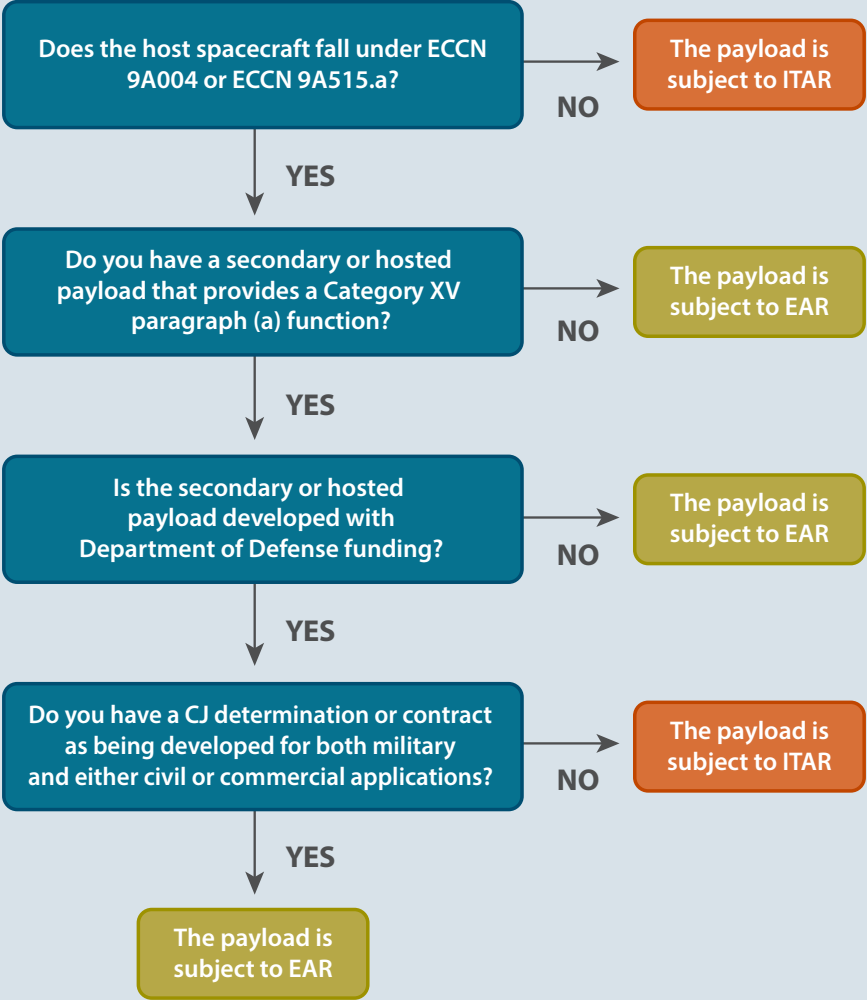 Does the host spacecraft fall under ECCN
9A004 or ECCN 9A515.a?
The payload is
subject to ITAR
NO
YES
Do you have a secondary or hosted
payload that provides a Category XV
paragraph (a) function?
The payload is
subject to EAR
NO
YES
Is the secondary or hosted
payload developed with
Department of Defense funding?
The payload is
subject to EAR
NO
YES
Do you have a CJ determination or contract
as being developed for both military
and either civil or commercial applications?
The payload is
subject to ITAR
NO
YES
The payload is
subject to EAR